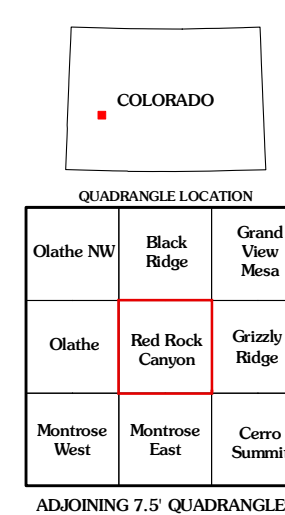 COLORADO
QUADRANGLE LOCATION
Olathe NW
Black
Ridge
Grand
View
Mesa
Olathe
Red Rock
Canyon
Grizzly
Ridge
Montrose
West
Montrose
East
Cerro
Summit
ADJOINING 7.5' QUADRANGLE